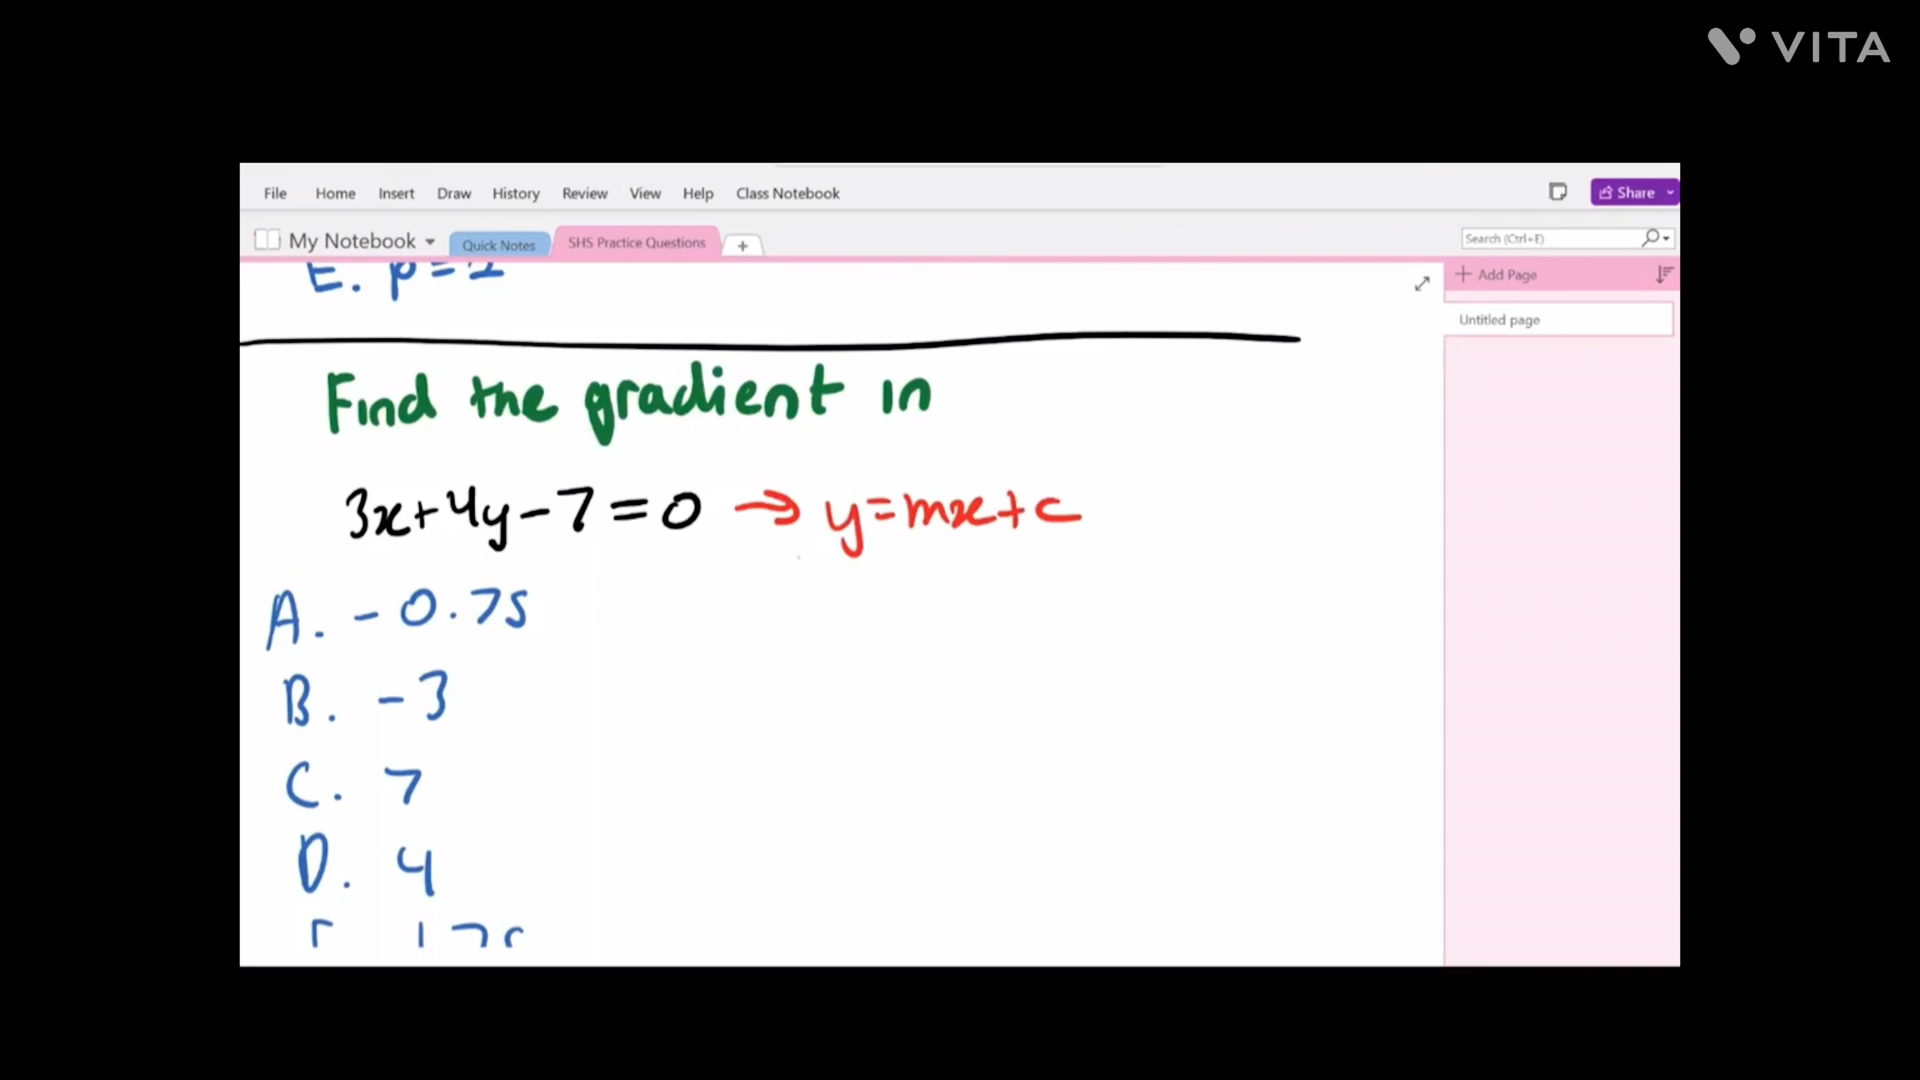 VITA
File Home Insert Draw History Review View Help Class Notebook Share
My Notebook Quick Notes SHS Practice Questions + Search (Ctrl+E)
E. p=
Add Page
Untitled page
Find the gradient in
3x+4y-7=0 → y=mx+c
A. -0.75
B. -3
C. 7
D. 4